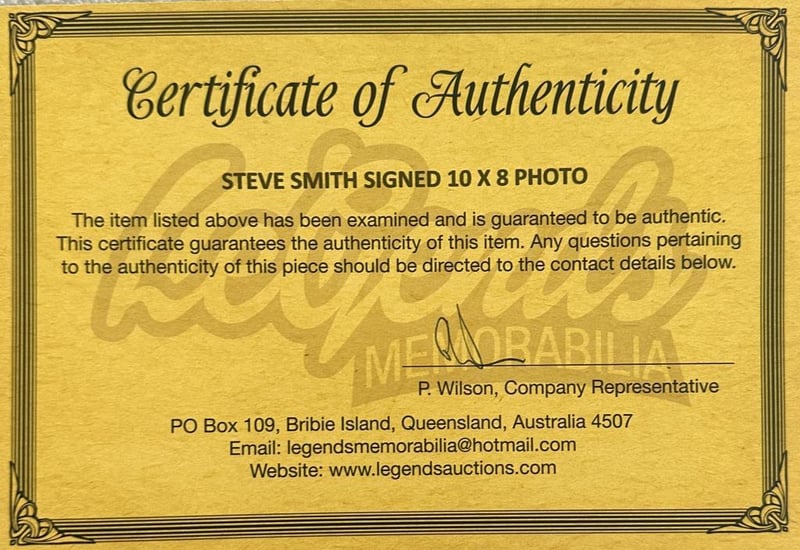 Certificate of Authenticity
STEVE SMITH SIGNED 10 X 8 PHOTO
The item listed above has been examined and is guaranteed to be authentic.
This certificate guarantees the authenticity of this item. Any questions pertaining
to the authenticity of this piece should be directed to the contact details below.
Legends
MEMORABILIA
P. Wilson, Company Representative
PO Box 109, Bribie Island, Queensland, Australia 4507
Email: legendsmemorabilia@hotmail.com
Website: www.legendsauctions.com